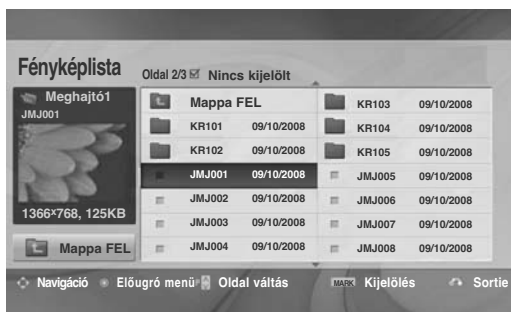 Fényképlista
Oldal 2/3 Nincs kijelölt
Meghajtó1
JMJ001
1366x768, 125KB
Mappa FEL
Mappa FEL
KR101 09/10/2008
KR102 09/10/2008
JMJ001 09/10/2008
JMJ002 09/10/2008
JMJ003 09/10/2008
JMJ004 09/10/2008
KR103 09/10/2008
KR104 09/10/2008
KR105 09/10/2008
JMJ005 09/10/2008
JMJ006 09/10/2008
JMJ007 09/10/2008
JMJ008 09/10/2008
Navigáció Előugró menü Oldal váltás MARK Kijelölés Sortie